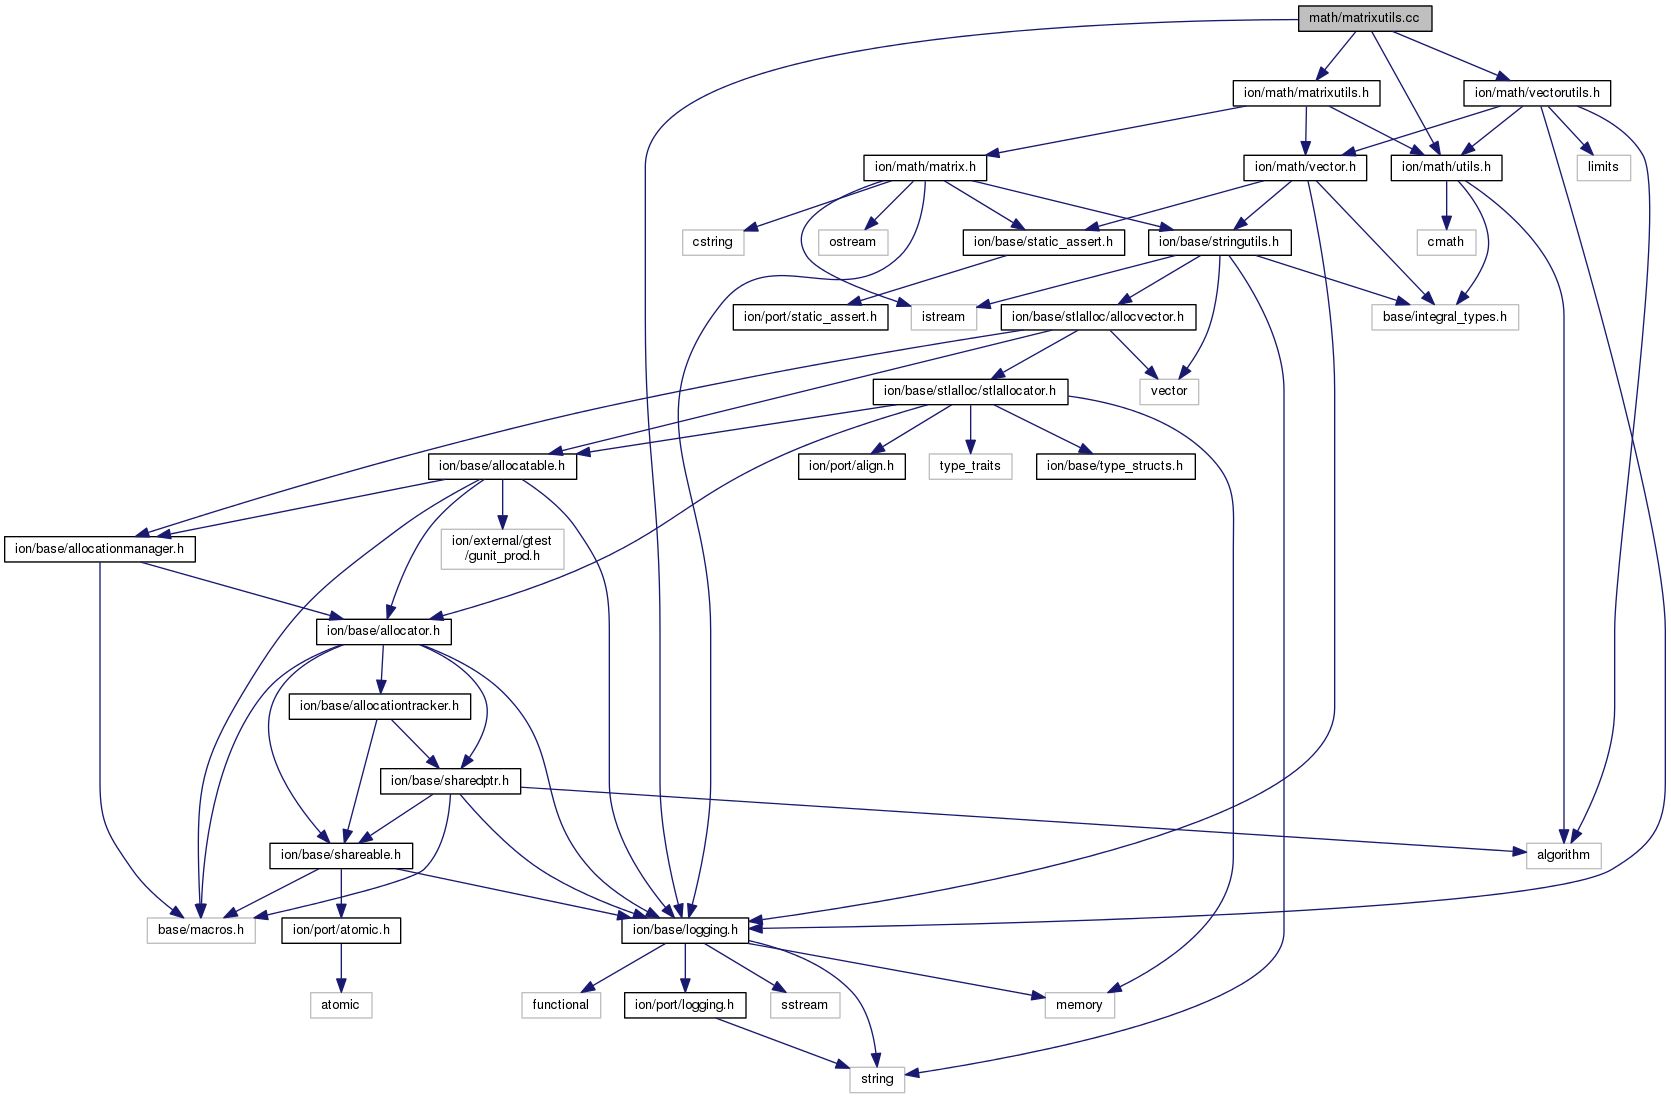 math/matrixutils.cc
ion/math/matrixutils.h
ion/math/vectorutils.h
ion/math/matrix.h
ion/math/vector.h
ion/math/utils.h
limits
cstring
ostream
ion/base/static_assert.h
ion/base/stringutils.h
cmath
ion/port/static_assert.h
istream
ion/base/stlalloc/allocvector.h
base/integral_types.h
ion/base/stlalloc/stlallocator.h
vector
ion/base/allocatable.h
ion/port/align.h
type_traits
ion/base/type_structs.h
ion/base/allocationmanager.h
ion/external/gtest
/gunit_prod.h
ion/base/allocator.h
ion/base/allocationtracker.h
ion/base/sharedptr.h
ion/base/shareable.h
algorithm
base/macros.h
ion/port/atomic.h
ion/base/logging.h
atomic
functional
ion/port/logging.h
sstream
memory
string